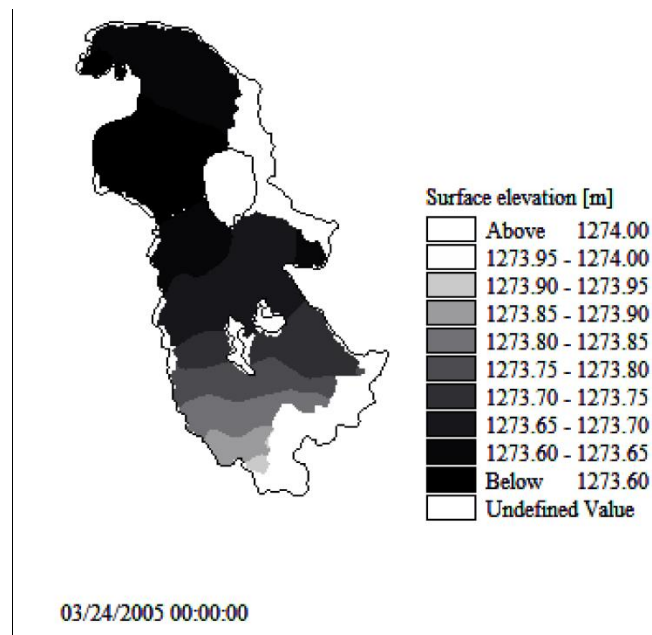 Surface elevation [m]
Above 1274.00
1273.95 - 1274.00
1273.90 - 1273.95
1273.85 - 1273.90
1273.80 - 1273.85
1273.75 - 1273.80
1273.70 - 1273.75
1273.65 - 1273.70
1273.60 - 1273.65
Below 1273.60
Undefined Value
03/24/2005 00:00:00